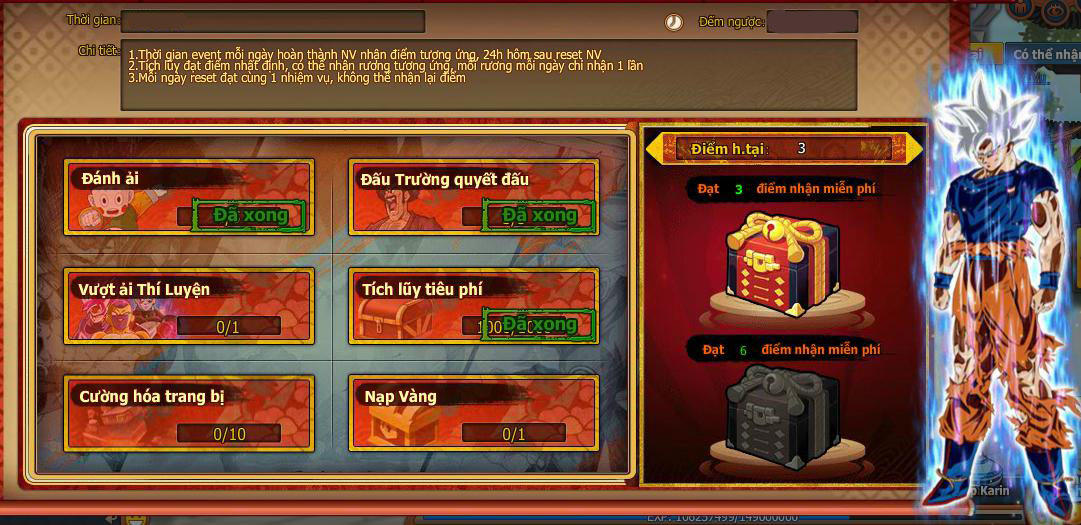 Thời gian:
Đếm ngược:
Chi tiết:
1.Thời gian event mỗi ngày hoàn thành NV nhận điểm tương ứng, 24h hôm sau reset NV
2.Tích lũy đạt điểm nhất định, có thể nhận rương tương ứng, mỗi rương mỗi ngày chỉ nhận 1 lần
3.Mỗi ngày reset đạt cùng 1 nhiệm vụ, không thể nhận lại điểm
Có thể nhận
Đánh ải
Đã xong
Đấu Trường quyết đấu
Đã xong
Vượt ải Thí Luyện
0/1
Tích lũy tiêu phí
Đã xong
Cường hóa trang bị
0/10
Nạp Vàng
0/1
Điểm h.tại: 3
Đạt 3 điểm nhận miễn phí
Đạt 6 điểm nhận miễn phí
Karin
EXP: 106257499/149000000